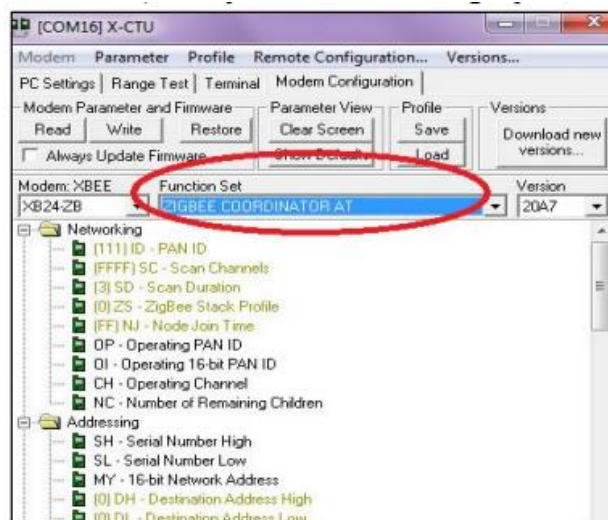 [COM16] X-CTU
Modem Parameter Profile Remote Configuration... Versions...
PC Settings Range Test Terminal Modem Configuration
Modem Parameter and Firmware Parameter View Profile Versions
Read Write Restore Clear Screen Save Download new versions...
Always Update Firmware Show Defaults Load
Modem: XBEE Function Set Version
XB24-ZB ZIGBEE COORDINATOR AT 20A7
Networking
(111) ID - PAN ID
(FFFF) SC - Scan Channels
(3) SD - Scan Duration
(0) ZS - ZigBee Stack Profile
(FF) NJ - Node Join Time
OP - Operating PAN ID
OI - Operating 16-bit PAN ID
CH - Operating Channel
NC - Number of Remaining Children
Addressing
SH - Serial Number High
SL - Serial Number Low
MY - 16-bit Network Address
(0) DH - Destination Address High
(0) DL - Destination Address Low